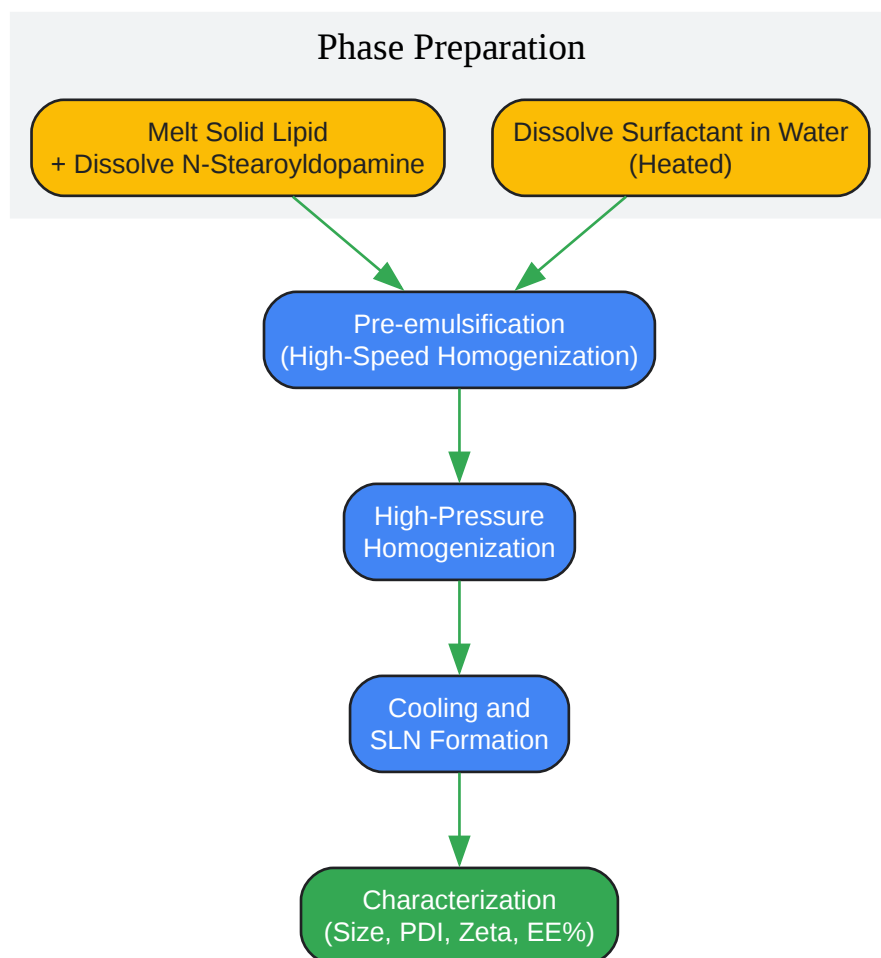 Phase Preparation
Melt Solid Lipid
+ Dissolve N-Stearoyldopamine
Dissolve Surfactant in Water
(Heated)
Pre-emulsification
(High-Speed Homogenization)
High-Pressure
Homogenization
Cooling and
SLN Formation
Characterization
(Size, PDI, Zeta, EE%)